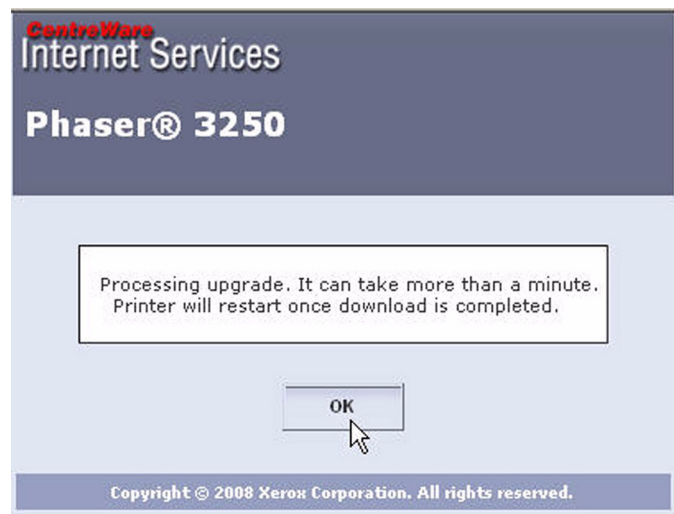 CentreWare
Internet Services
Phaser® 3250
Processing upgrade. It can take more than a minute.
Printer will restart once download is completed.
OK
Copyright © 2008 Xerox Corporation. All rights reserved.